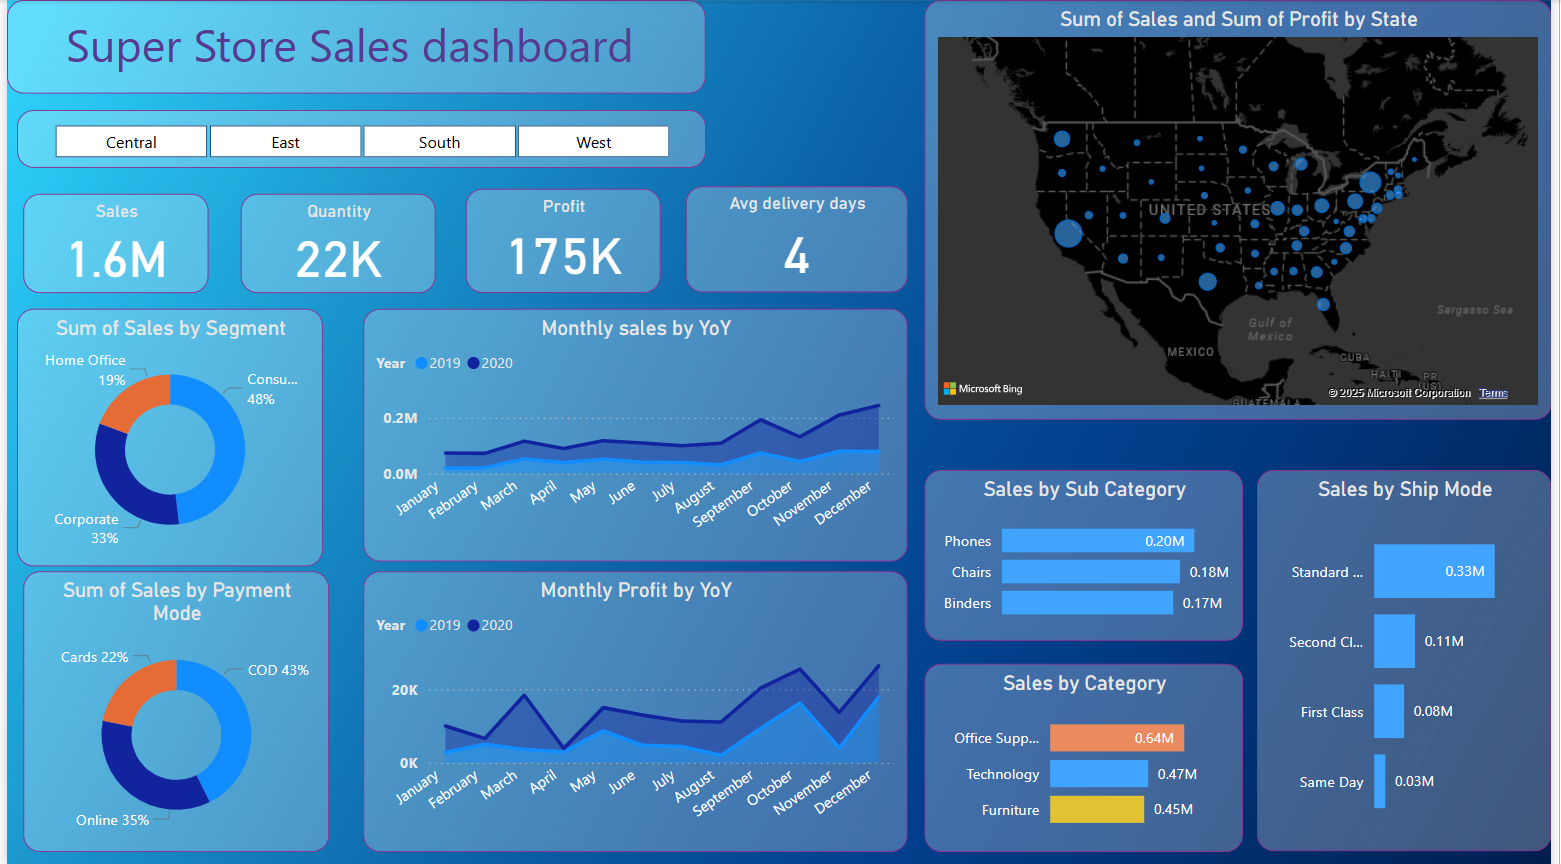 Super Store Sales dashboard
Central
East
South
West
Sales
1.6M
Quantity
22K
Profit
175K
Avg delivery days
4
Sum of Sales by Segment
Home Office
19%
Consu...
48%
Corporate
33%
Monthly sales by YoY
Year 2019 2020
0.2M
0.0M
January
February
March
April
May
June
July
August
September
October
November
December
Sum of Sales by Payment
Mode
Cards 22%
COD 43%
Online 35%
Monthly Profit by YoY
Year 2019 2020
20K
0K
January
February
March
April
May
June
July
August
September
October
November
December
Sum of Sales and Sum of Profit by State
UNITED STATES
Sargasso Sea
Gulf of
Mexico
MEXICO
CUBA
HAITI
PR
(US)
GUATEMALA
Microsoft Bing
© 2025 Microsoft Corporation Terms
Sales by Sub Category
Phones 0.20M
Chairs 0.18M
Binders 0.17M
Sales by Category
Office Supp... 0.64M
Technology 0.47M
Furniture 0.45M
Sales by Ship Mode
Standard ... 0.33M
Second Cl... 0.11M
First Class 0.08M
Same Day 0.03M